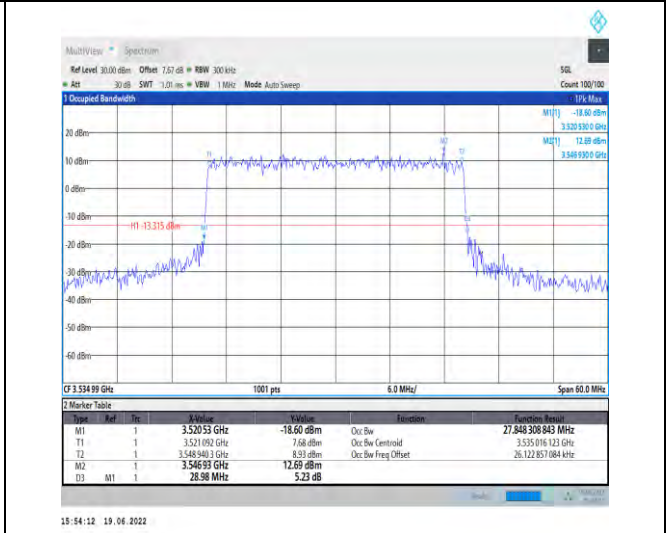 MultiView Spectrum
Ref Level 30.00 dBm Offset 7.67 dB RBW 300 kHz SGL
Att 30 dB SWT 1.01 ms VBW 1 MHz Mode Auto Sweep Count 100/100
1 Occupied Bandwidth 1Pk Max
M1[1] -18.60 dBm
3.520 530 0 GHz
M2[1] 12.69 dBm
3.546 930 0 GHz
20 dBm
M2
T1 T2
10 dBm
0 dBm
-10 dBm
H1 -13.315 dBm
M1
-20 dBm
-30 dBm
-40 dBm
-50 dBm
-60 dBm
CF 3.534 99 GHz 1001 pts 6.0 MHz/ Span 60.0 MHz
2 Marker Table
Type Ref Trc X-Value Y-Value Function Function Result
M1 1 3.520 53 GHz -18.60 dBm Occ Bw 27.848 308 843 MHz
T1 1 3.521 092 GHz 7.68 dBm Occ Bw Centroid 3.535 016 123 GHz
T2 1 3.548 940 3 GHz 8.93 dBm Occ Bw Freq Offset 26.122 857 084 kHz
M2 1 3.546 93 GHz 12.69 dBm
D3 M1 1 28.98 MHz 5.23 dB
15:54:12 19.06.2022